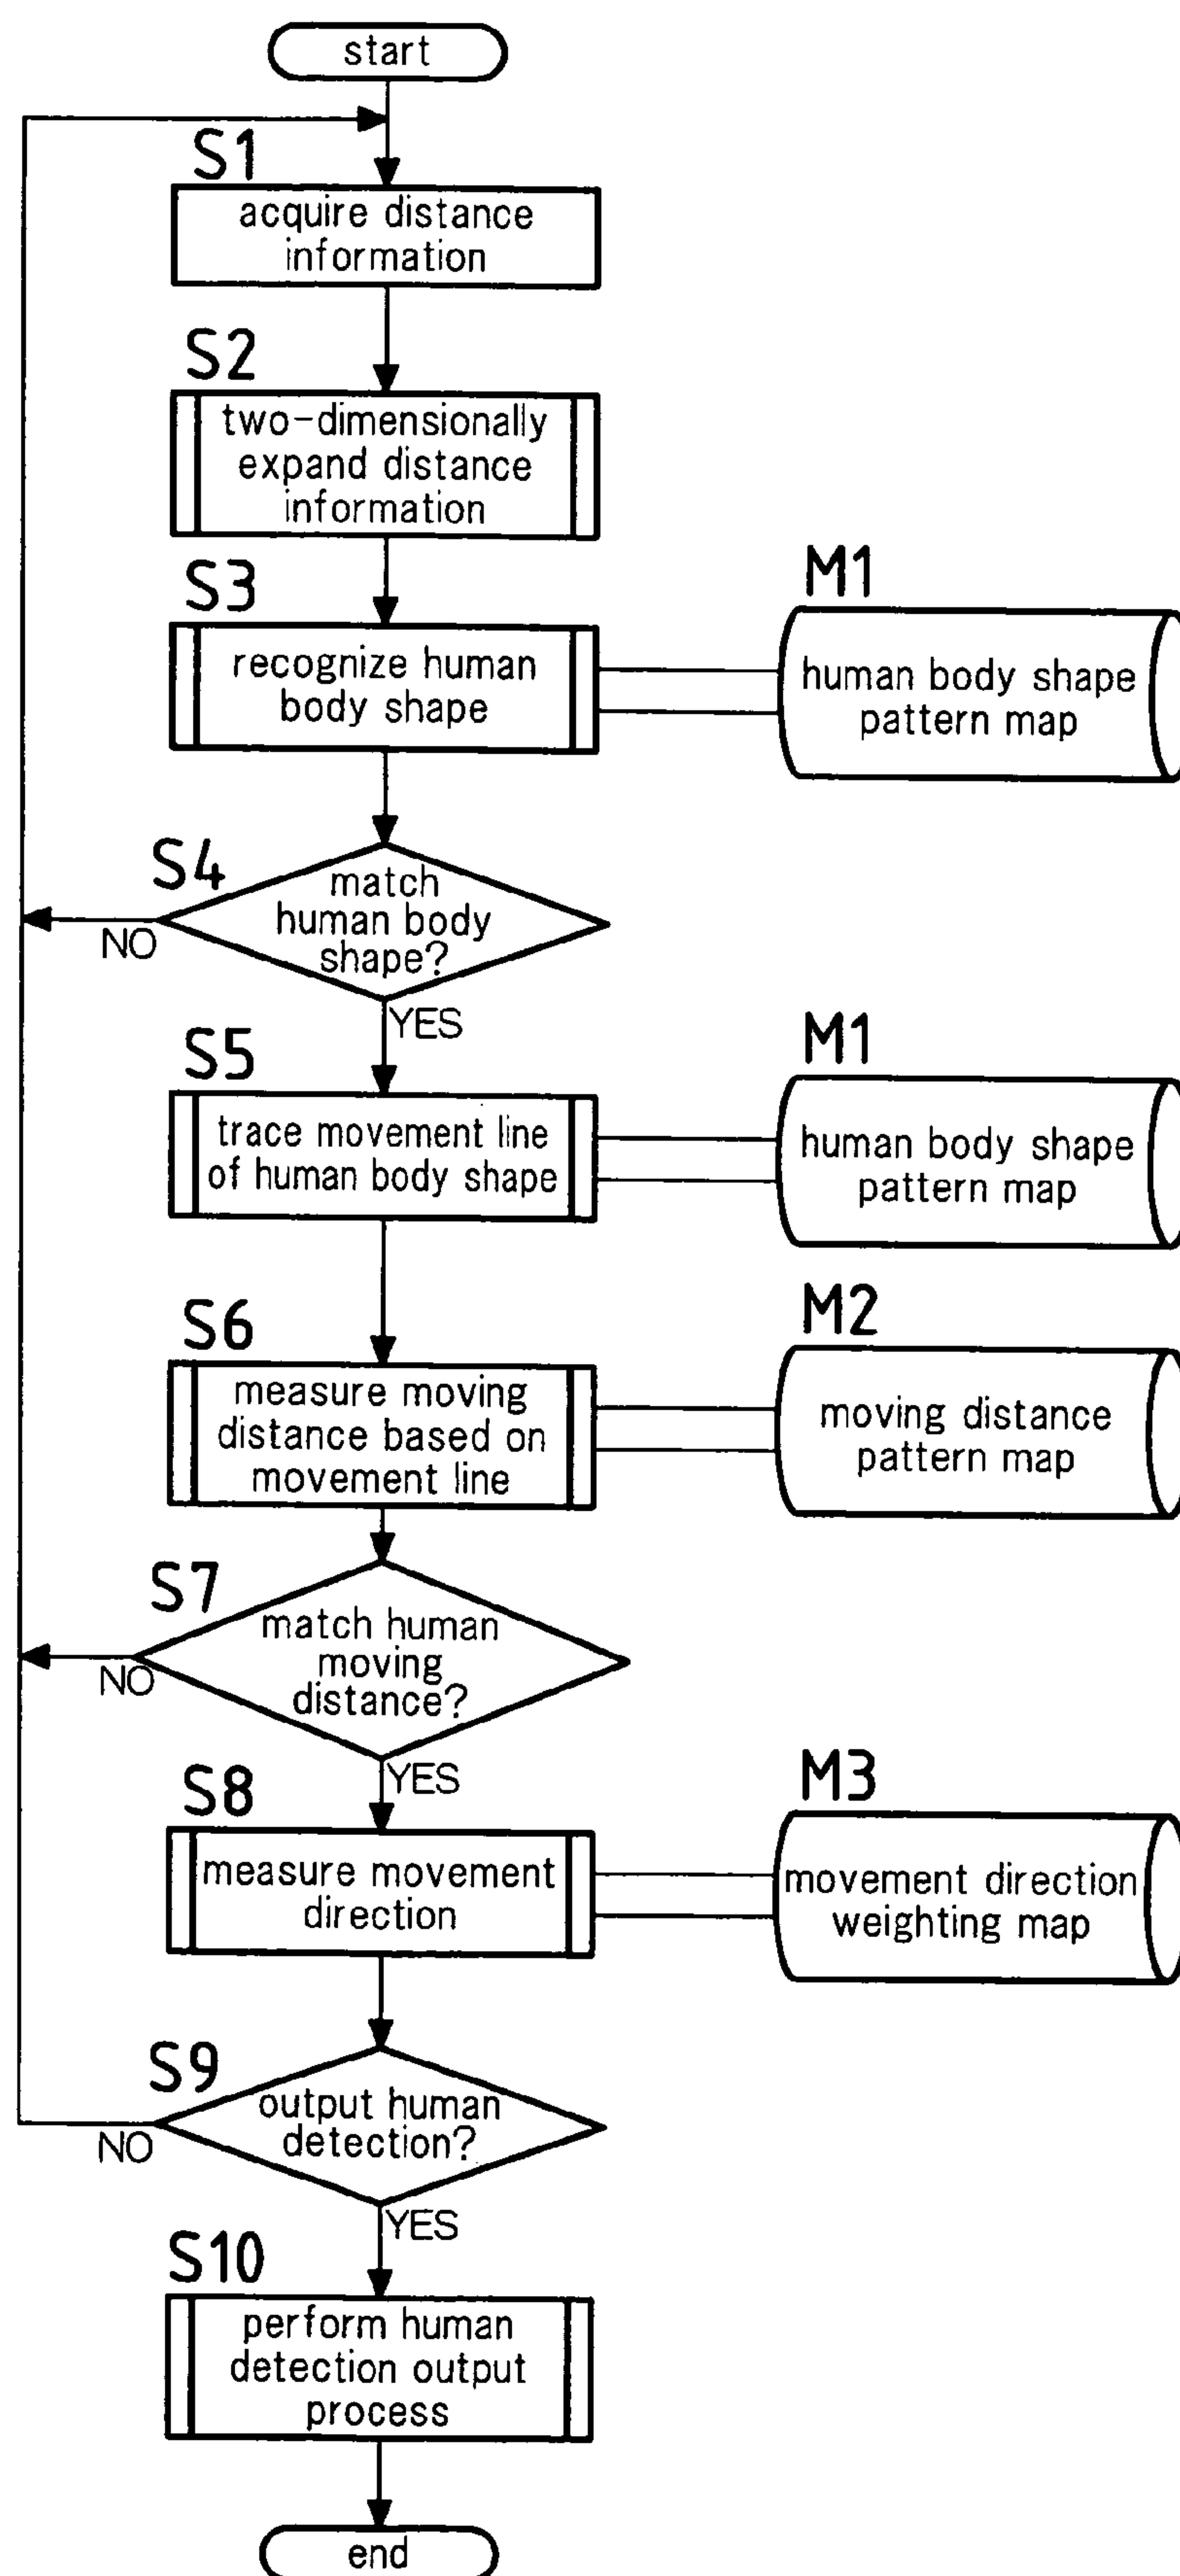 start
S1
acquire distance
information
S2
two-dimensionally
expand distance
information
S3
recognize human
body shape
M1
human body shape
pattern map
S4
match
human body
shape?
NO
YES
S5
trace movement line
of human body shape
M1
human body shape
pattern map
S6
measure moving
distance based on
movement line
M2
moving distance
pattern map
S7
match human
moving
distance?
NO
YES
S8
measure movement
direction
M3
movement direction
weighting map
S9
output human
detection?
NO
YES
S10
perform human
detection output
process
end